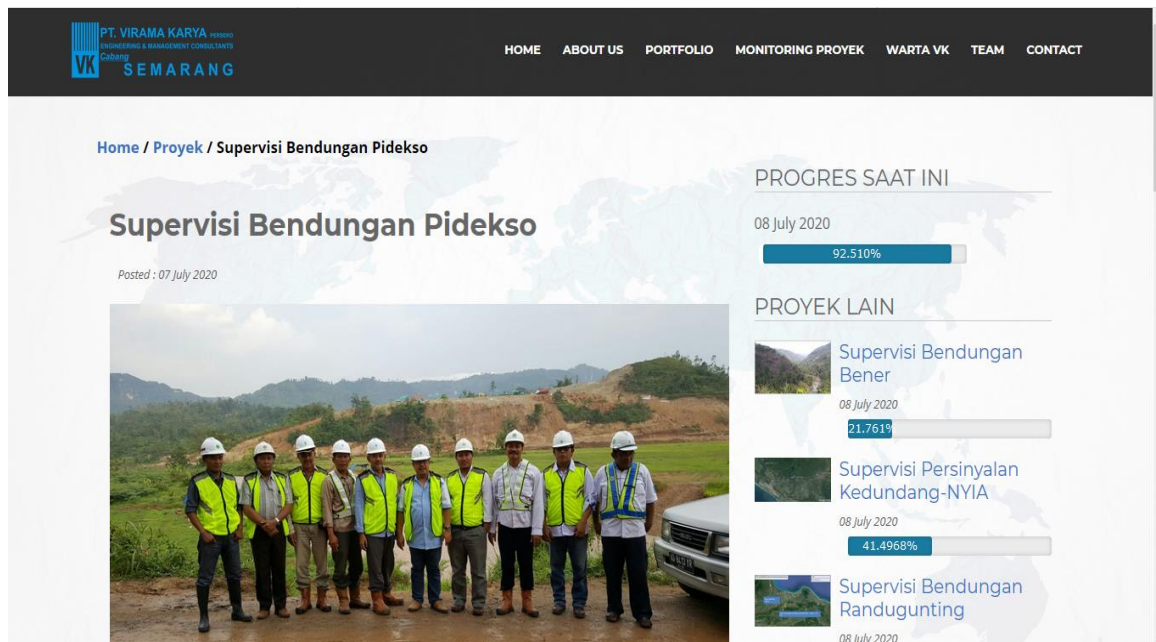 PT. VIRAMA KARYA PERSERO
ENGINEERING & MANAGEMENT CONSULTANTS
Cabang
VK SEMARANG
HOME ABOUT US PORTFOLIO MONITORING PROYEK WARTA VK TEAM CONTACT
Home / Proyek / Supervisi Bendungan Pidekso
Supervisi Bendungan Pidekso
Posted : 07 July 2020
PROGRES SAAT INI
08 July 2020
92.510%
PROYEK LAIN
Supervisi Bendungan
Bener
08 July 2020
21.761%
Supervisi Persinyalan
Kedundang-NYIA
08 July 2020
41.4968%
Supervisi Bendungan
Randugunting
08 July 2020